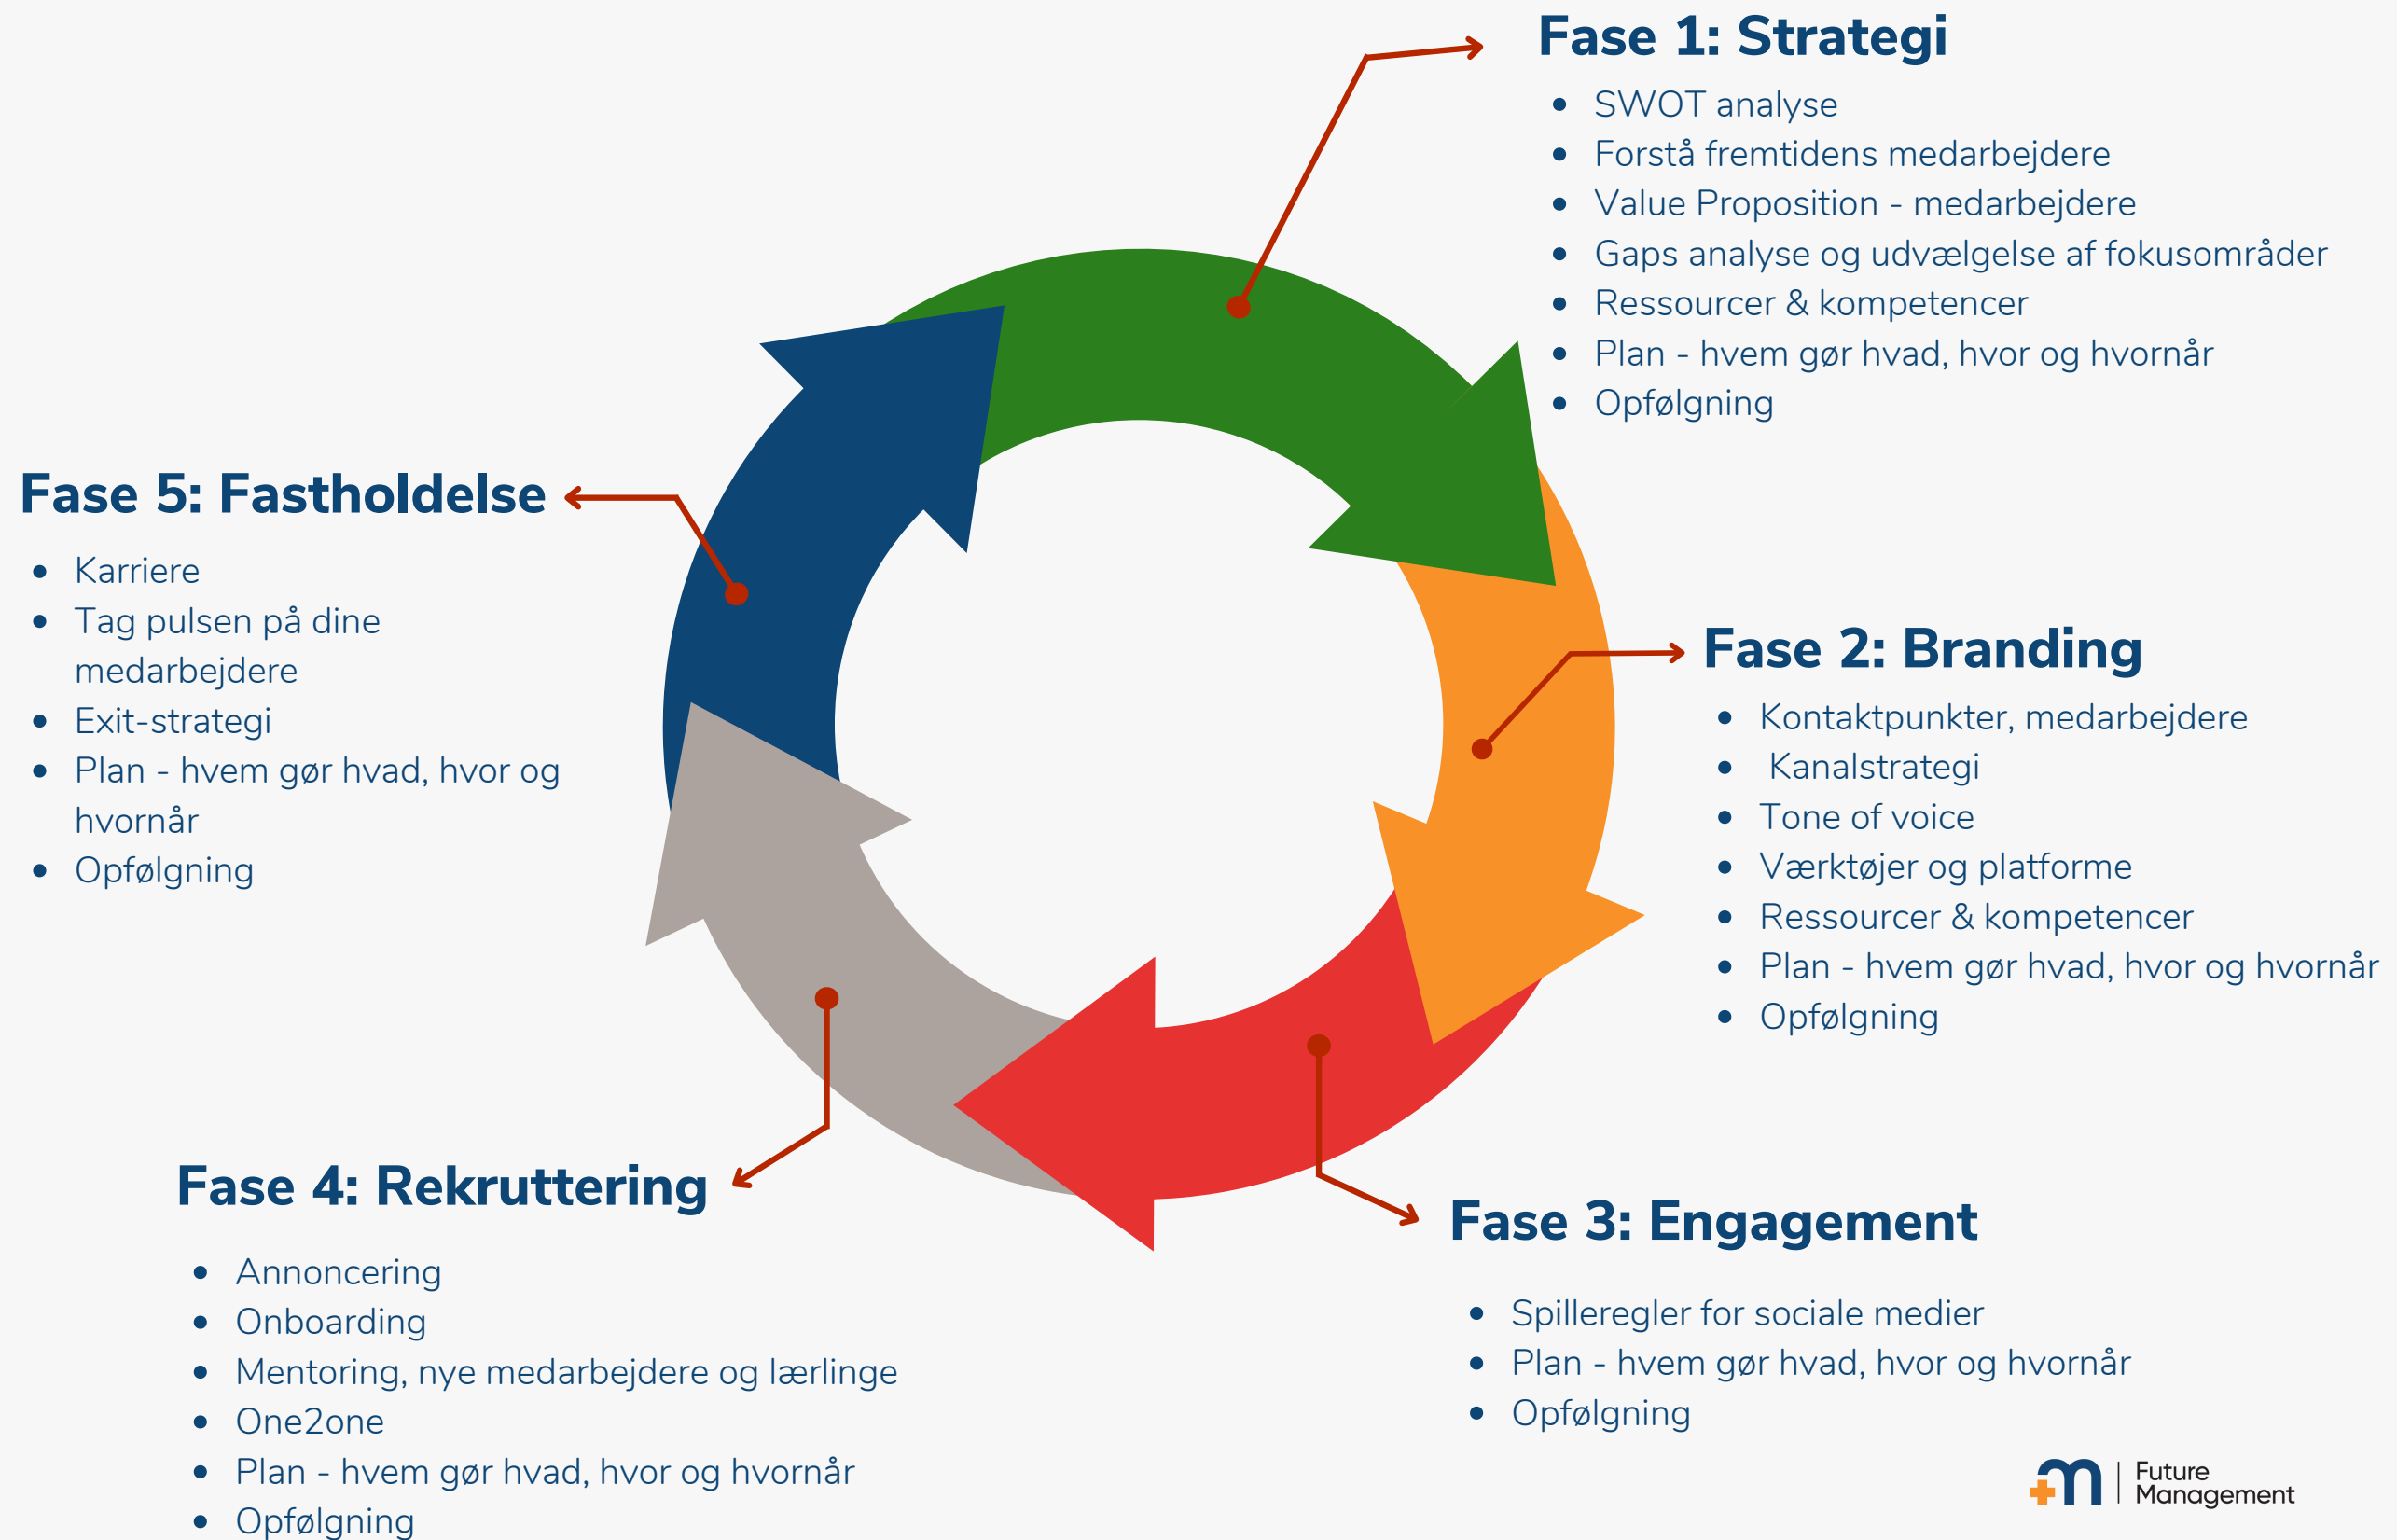 Fase 1: Strategi
SWOT analyse
Forstå fremtidens medarbejdere
Value Proposition - medarbejdere
Gaps analyse og udvælgelse af fokusområder
Ressourcer & kompetencer
Plan - hvem gør hvad, hvor og hvornår
Opfølgning
Fase 2: Branding
Kontaktpunkter, medarbejdere
Kanalstrategi
Tone of voice
Værktøjer og platforme
Ressourcer & kompetencer
Plan - hvem gør hvad, hvor og hvornår
Opfølgning
Fase 3: Engagement
Spilleregler for sociale medier
Plan - hvem gør hvad, hvor og hvornår
Opfølgning
Fase 4: Rekruttering
Annoncering
Onboarding
Mentoring, nye medarbejdere og lærlinge
One2one
Plan - hvem gør hvad, hvor og hvornår
Opfølgning
Fase 5: Fastholdelse
Karriere
Tag pulsen på dine
medarbejdere
Exit-strategi
Plan - hvem gør hvad, hvor og
hvornår
Opfølgning
+m
Future
Management